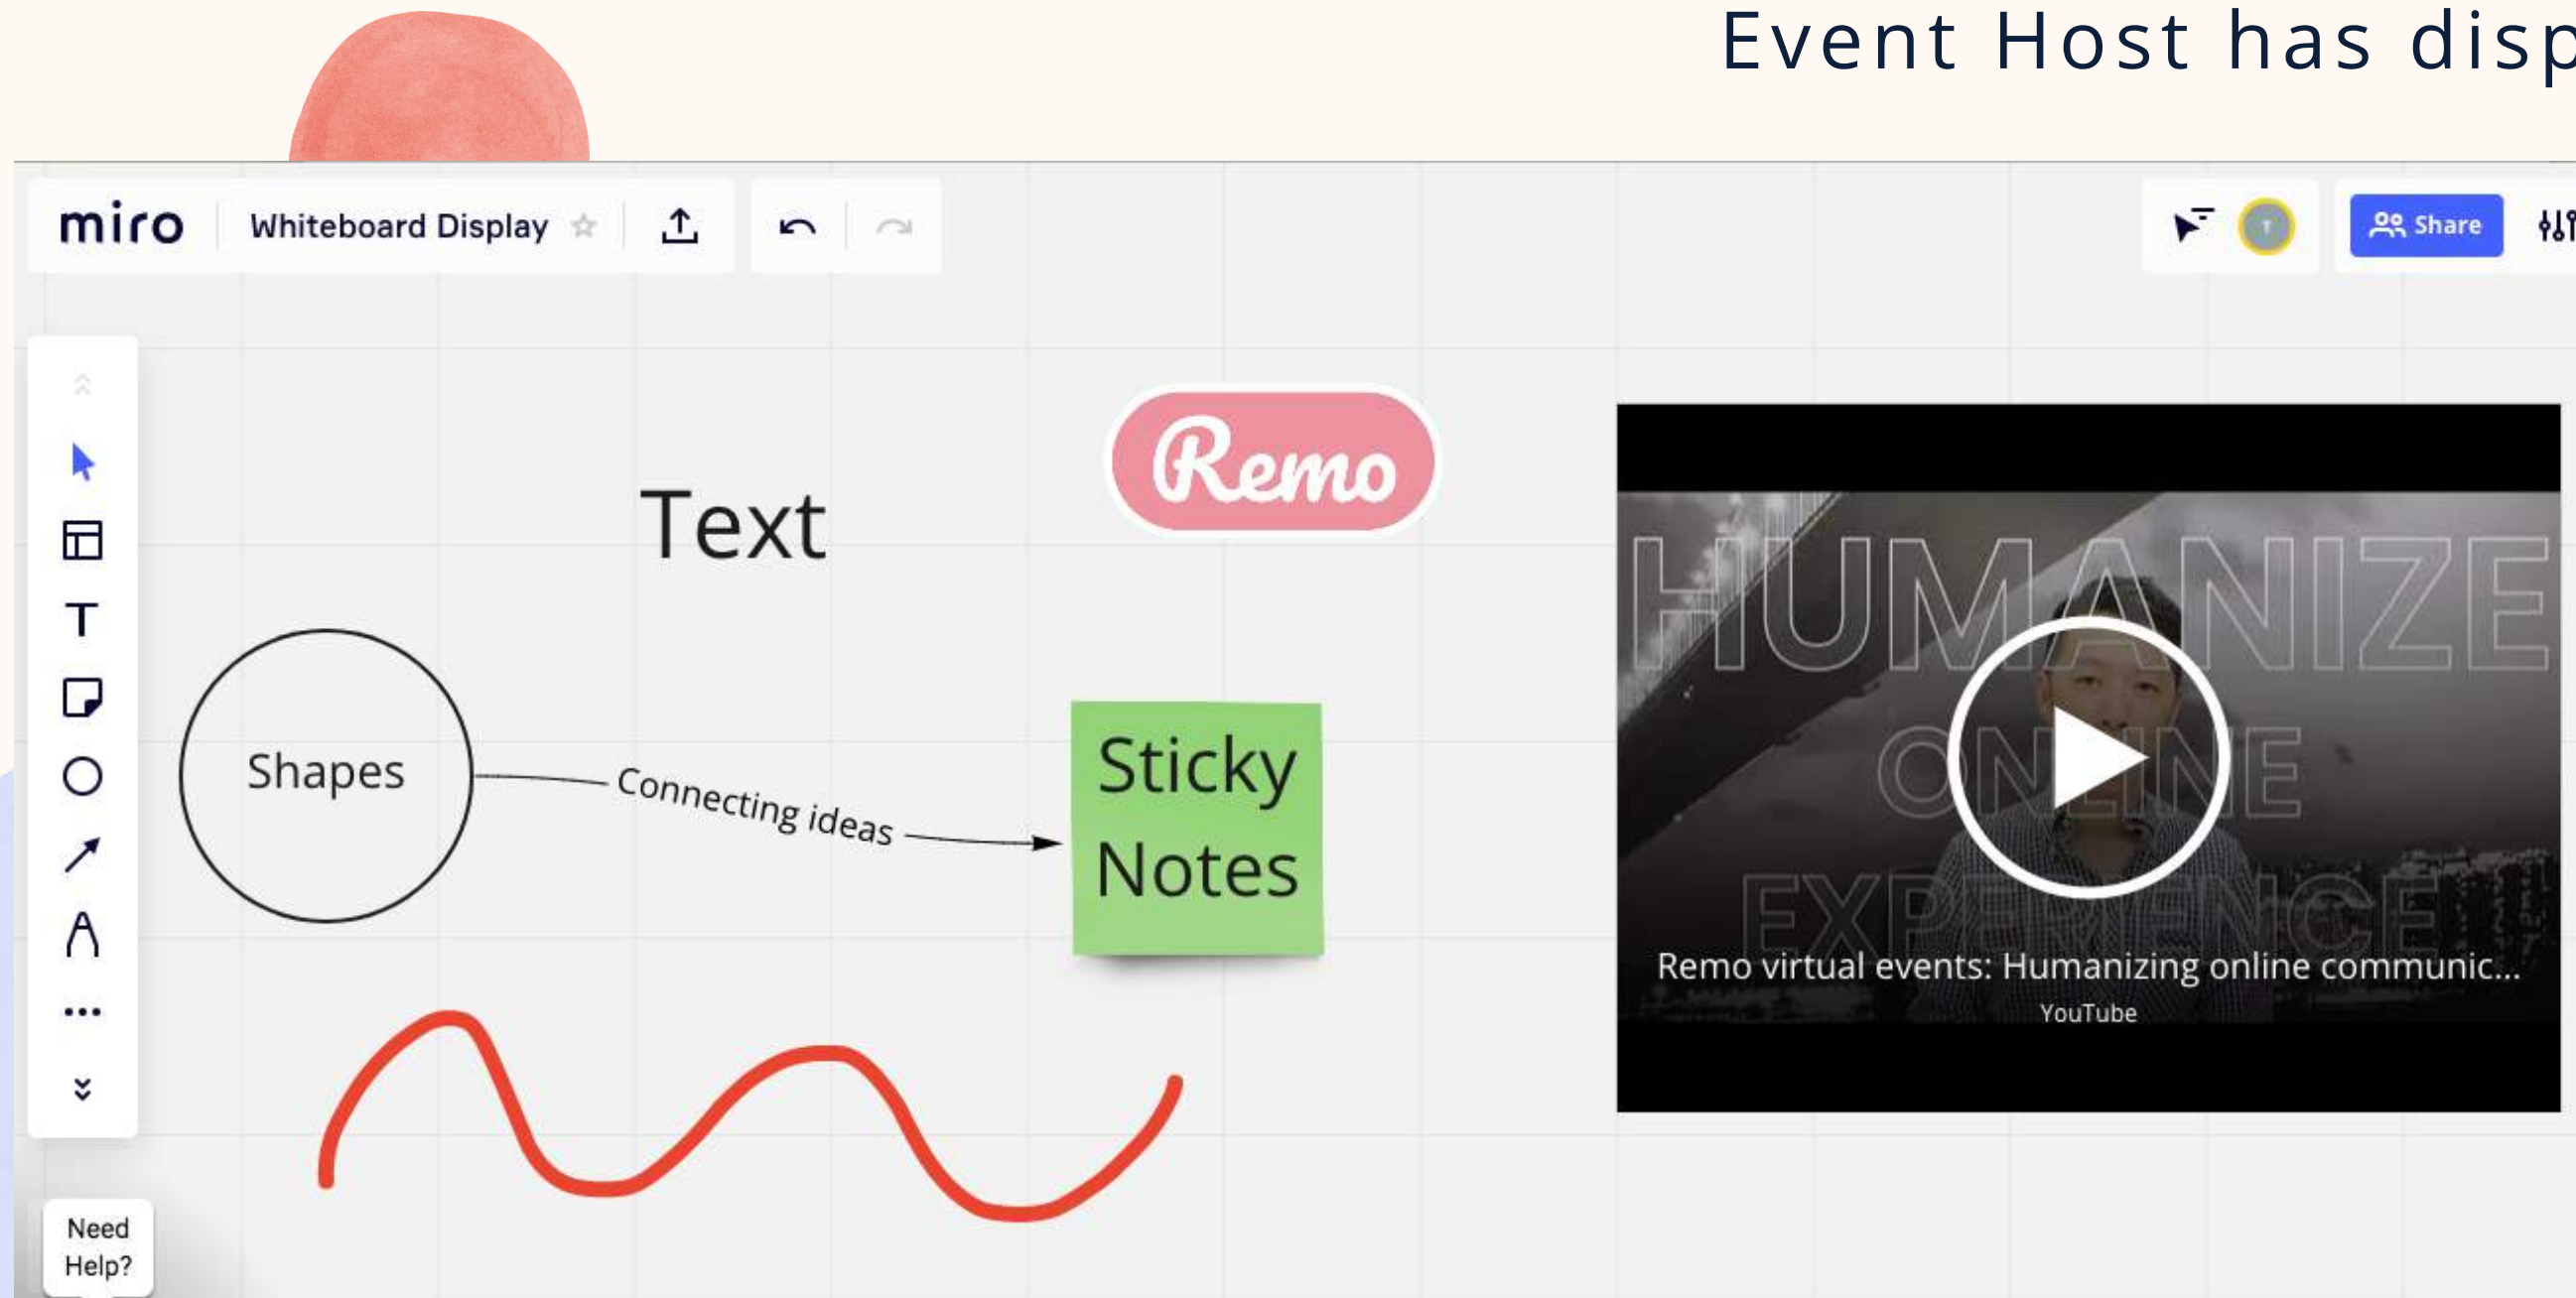 Event Host has disp
miro
Whiteboard Display
Share
Remo
Text
HUMANIZE
Shapes
Connecting ideas
Sticky
Notes
ONLINE
EXPERIENCE
Remo virtual events: Humanizing online communic...
YouTube
Need
Help?